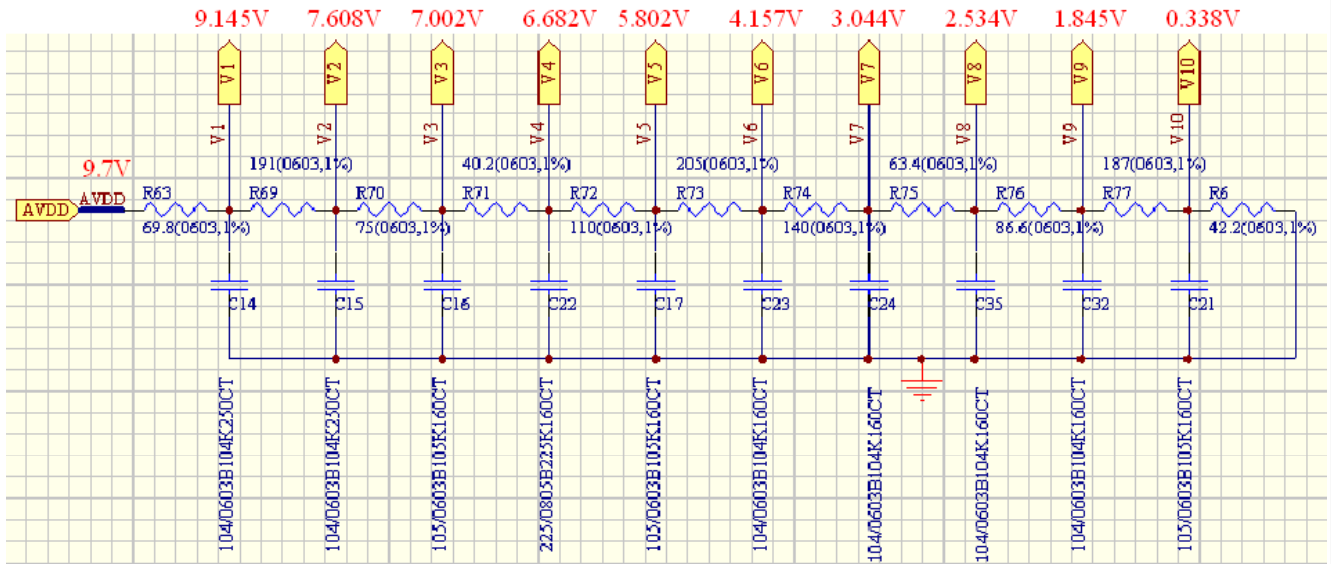 9.145V 7.608V 7.002V 6.682V 5.802V 4.157V 3.044V 2.534V 1.845V 0.338V
V1 V2 V3 V4 V5 V6 V7 V8 V9 V10
V1 V2 V3 V4 V5 V6 V7 V8 V9 V10
9.7V 191(0603,1%) 40.2(0603,1%) 205(0603,1%) 63.4(0603,1%) 187(0603,1%)
AVDD AVDD R63 R69 R70 R71 R72 R73 R74 R75 R76 R77 R6
69.8(0603,1%) 75(0603,1%) 110(0603,1%) 140(0603,1%) 86.6(0603,1%) 42.2(0603,1%)
C14 C15 C16 C22 C17 C23 C24 C35 C32 C21
104/0603B104K250CT
104/0603B104K250CT
105/0603B105K160CT
225/0805B225K160CT
105/0602B105K160CT
104/0603B104K160CT
104/0603B104K160CT
104/0603B104K160CT
104/0603B104K160CT
105/0603B105K160CT